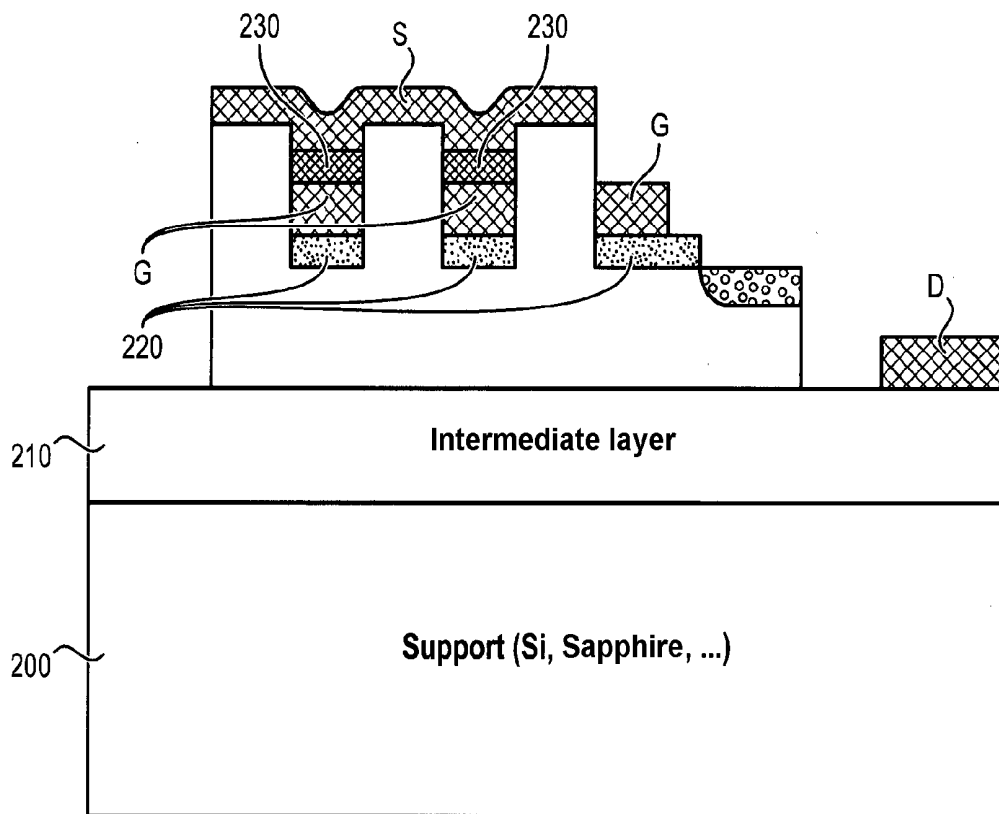 230
S
230
G
G
220
D
210
Intermediate layer
200
Support (Si, Sapphire, ...)